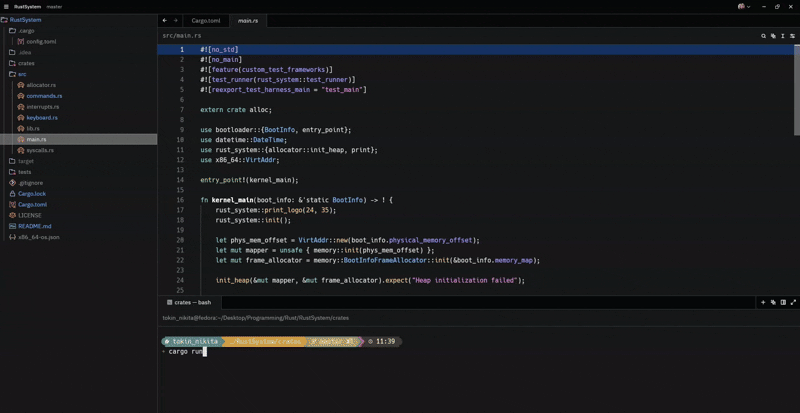 RustSystem master
RustSystem
.cargo
config.toml
.idea
crates
src
allocator.rs
commands.rs
interrupts.rs
keyboard.rs
lib.rs
main.rs
syscalls.rs
target
tests
.gitignore
Cargo.lock
Cargo.toml
LICENSE
README.md
x86_64-os.json
Cargo.toml main.rs
src/main.rs
1 #![no_std]
2 #![no_main]
3 #![feature(custom_test_frameworks)]
4 #![test_runner(rust_system::test_runner)]
5 #![reexport_test_harness_main = "test_main"]
6
7 extern crate alloc;
8
9 use bootloader::{BootInfo, entry_point};
10 use datetime::DateTime;
11 use rust_system::{allocator::init_heap, print};
12 use x86_64::VirtAddr;
13
14 entry_point!(kernel_main);
15
16 fn kernel_main(boot_info: &'static BootInfo) -> ! {
17 rust_system::print_logo(24, 35);
18 rust_system::init();
19
20 let phys_mem_offset = VirtAddr::new(boot_info.physical_memory_offset);
21 let mut mapper = unsafe { memory::init(phys_mem_offset) };
22 let mut frame_allocator = memory::BootInfoFrameAllocator::init(&boot_info.memory_map);
23
24 init_heap(&mut mapper, &mut frame_allocator).expect("Heap initialization failed");
25
crates — bash
tokin_nikita@fedora:~/Desktop/Programming/Rust/RustSystem/crates
tokin_nikita ../RustSystem/crates 11:39
cargo run